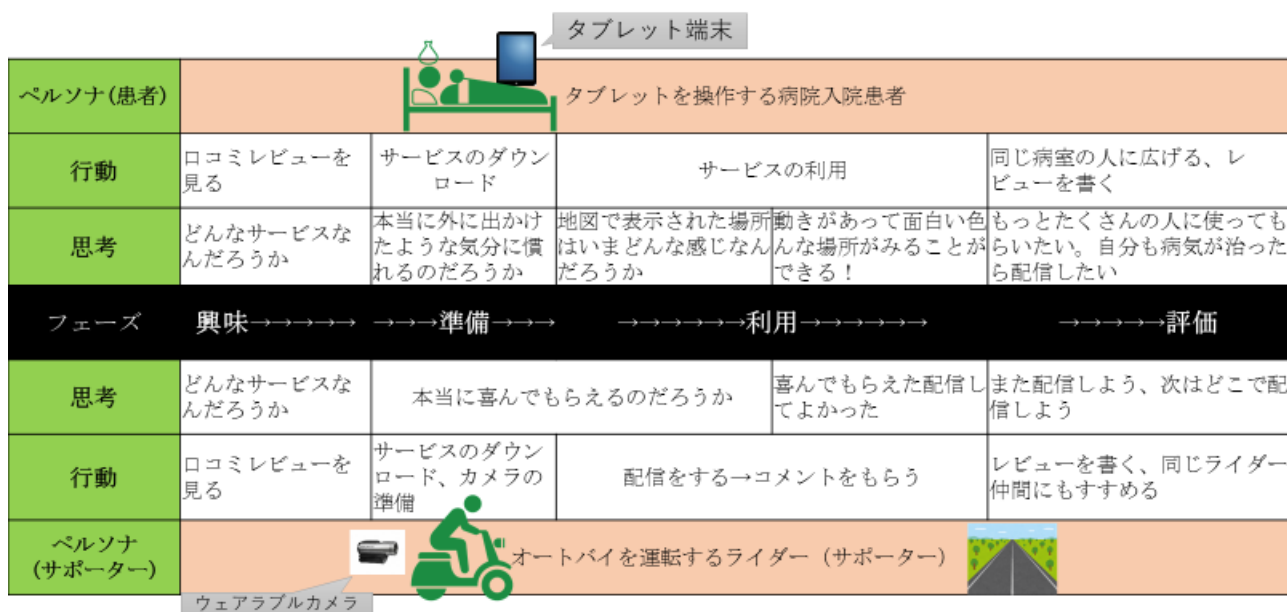 タブレット端末
ペルソナ(患者)
タブレットを操作する病院入院患者
行動
口コミレビューを
見る
サービスのダウン
ロード
サービスの利用
同じ病室の人に広げる、レ
ビューを書く
思考
どんなサービスな
んだろうか
本当に外に出かけ
たような気分に慣
れるのだろうか
地図で表示された場所
はいまどんな感じなん
だろうか
動きがあって面白い色
んな場所がみることが
できる！
もっとたくさんの人に使っても
らいたい。自分も病気が治った
ら配信したい
フェーズ
興味→→→→→
→→→準備→→→
→→→→→→利用→→→→→→
→→→→→評価
思考
どんなサービスな
んだろうか
本当に喜んでもらえるのだろうか
喜んでもらえた配信し
てよかった
また配信しよう、次はどこで配
信しよう
行動
口コミレビューを
見る
サービスのダウン
ロード、カメラの
準備
配信をする→コメントをもらう
レビューを書く、同じライダー
仲間にもすすめる
ペルソナ
(サポーター)
オートバイを運転するライダー（サポーター）
ウェアラブルカメラ